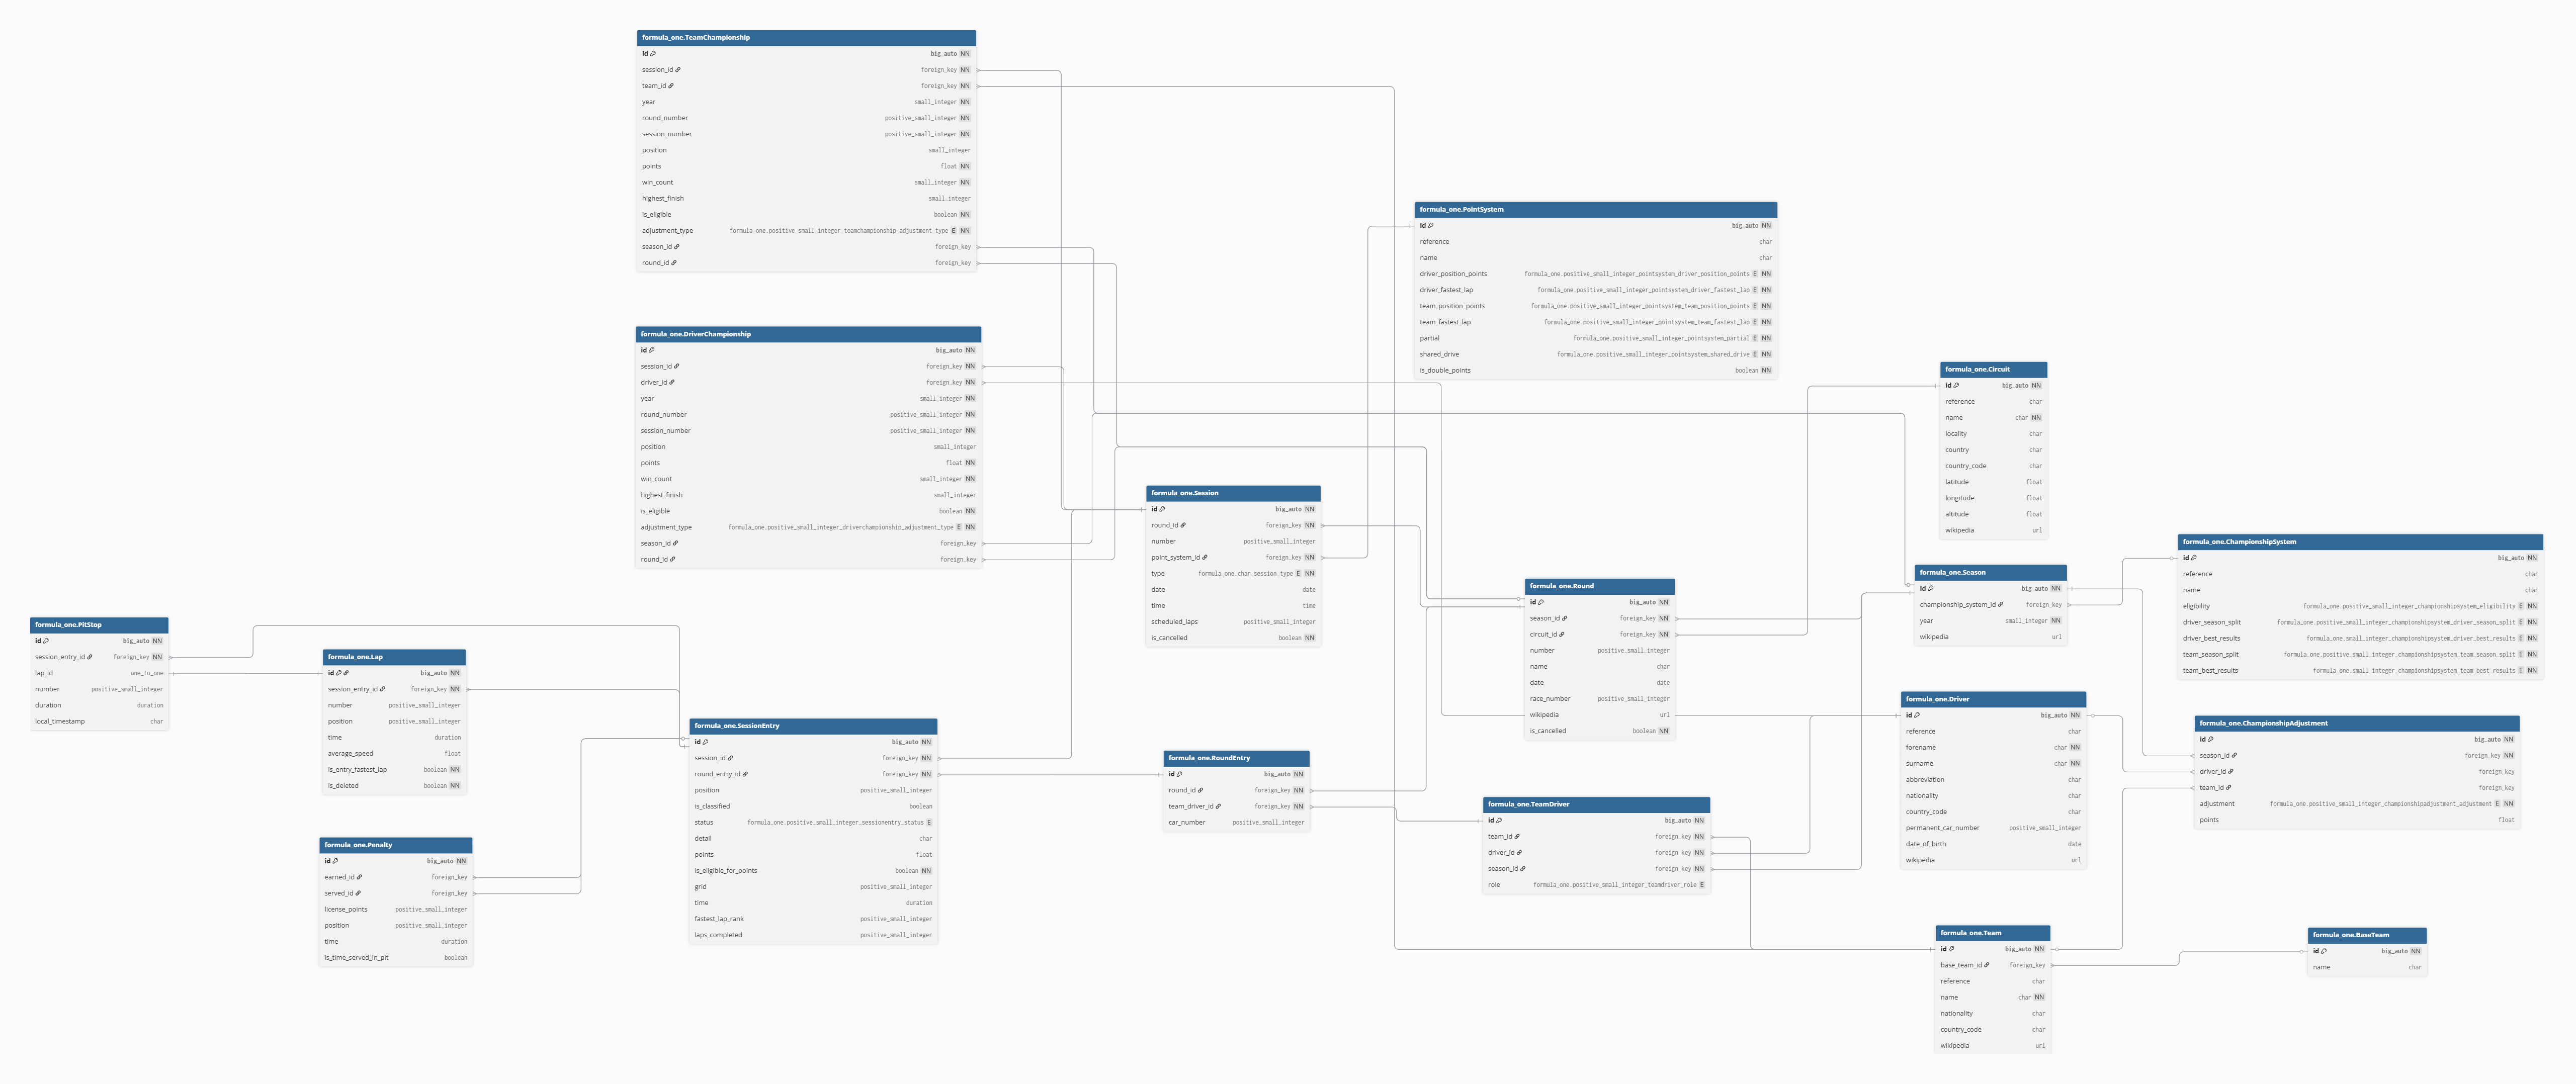 formula_one.TeamChampionship
id big_auto NN
session_id foreign_key NN
team_id foreign_key NN
year small_integer NN
round_number positive_small_integer NN
session_number positive_small_integer NN
position small_integer
points float NN
win_count small_integer NN
highest_finish small_integer
is_eligible boolean NN
adjustment_type formula_one.positive_small_integer_teamchampionship_adjustment_type E NN
season_id foreign_key
round_id foreign_key
formula_one.PointSystem
id big_auto NN
reference char
name char
driver_position_points formula_one.positive_small_integer_pointsystem_driver_position_points E NN
driver_fastest_lap formula_one.positive_small_integer_pointsystem_driver_fastest_lap E NN
team_position_points formula_one.positive_small_integer_pointsystem_team_position_points E NN
team_fastest_lap formula_one.positive_small_integer_pointsystem_team_fastest_lap E NN
partial formula_one.positive_small_integer_pointsystem_partial E NN
shared_drive formula_one.positive_small_integer_pointsystem_shared_drive E NN
is_double_points boolean NN
formula_one.DriverChampionship
id big_auto NN
session_id foreign_key NN
driver_id foreign_key NN
year small_integer NN
round_number positive_small_integer NN
session_number positive_small_integer NN
position small_integer
points float NN
win_count small_integer NN
highest_finish small_integer
is_eligible boolean NN
adjustment_type formula_one.positive_small_integer_driverchampionship_adjustment_type E NN
season_id foreign_key
round_id foreign_key
formula_one.Circuit
id big_auto NN
reference char
name char NN
locality char
country char
country_code char
latitude float
longitude float
altitude float
wikipedia url
formula_one.Session
id big_auto NN
round_id foreign_key NN
number positive_small_integer
point_system_id foreign_key NN
type formula_one.char_session_type E NN
date date
time time
scheduled_laps positive_small_integer
is_cancelled boolean NN
formula_one.ChampionshipSystem
id big_auto NN
reference char
name char
eligibility formula_one.positive_small_integer_championshipsystem_eligibility E NN
driver_season_split formula_one.positive_small_integer_championshipsystem_driver_season_split E NN
driver_best_results formula_one.small_integer_championshipsystem_driver_best_results E NN
team_season_split formula_one.positive_small_integer_championshipsystem_team_season_split E NN
team_best_results formula_one.small_integer_championshipsystem_team_best_results E NN
formula_one.Season
id big_auto NN
championship_system_id foreign_key NN
year small_integer NN
wikipedia url
formula_one.Round
id big_auto NN
season_id foreign_key NN
circuit_id foreign_key NN
number positive_small_integer
name char
date date
race_number positive_small_integer
wikipedia url
is_cancelled boolean NN
formula_one.PitStop
id big_auto NN
session_entry_id foreign_key NN
lap_id one_to_one
number positive_small_integer
duration duration
local_timestamp char
formula_one.Lap
id big_auto NN
session_entry_id foreign_key NN
number positive_small_integer
position positive_small_integer
time duration
average_speed float
is_entry_fastest_lap boolean NN
is_deleted boolean NN
formula_one.Driver
id big_auto NN
reference char
forename char NN
surname char NN
abbreviation char
nationality char
country_code char
permanent_car_number positive_small_integer
date_of_birth date
wikipedia url
formula_one.ChampionshipAdjustment
id big_auto NN
season_id foreign_key NN
driver_id foreign_key
team_id foreign_key
adjustment formula_one.positive_small_integer_championshipadjustment_adjustment E NN
points float
formula_one.SessionEntry
id big_auto NN
session_id foreign_key NN
round_entry_id foreign_key NN
position positive_small_integer
is_classified boolean
status formula_one.positive_small_integer_sessionentry_status E
detail char
points float
is_eligible_for_points boolean NN
grid positive_small_integer
time duration
fastest_lap_rank positive_small_integer
laps_completed positive_small_integer
formula_one.RoundEntry
id big_auto NN
round_id foreign_key NN
team_driver_id foreign_key NN
car_number positive_small_integer
formula_one.TeamDriver
id big_auto NN
team_id foreign_key NN
driver_id foreign_key NN
season_id foreign_key NN
role formula_one.positive_small_integer_teamdriver_role E
formula_one.Penalty
id big_auto NN
earned_id foreign_key
served_id foreign_key
license_points positive_small_integer
position positive_small_integer
time duration
is_time_served_in_pit boolean
formula_one.Team
id big_auto NN
base_team_id foreign_key
reference char
name char NN
nationality char
country_code char
wikipedia url
formula_one.BaseTeam
id big_auto NN
name char